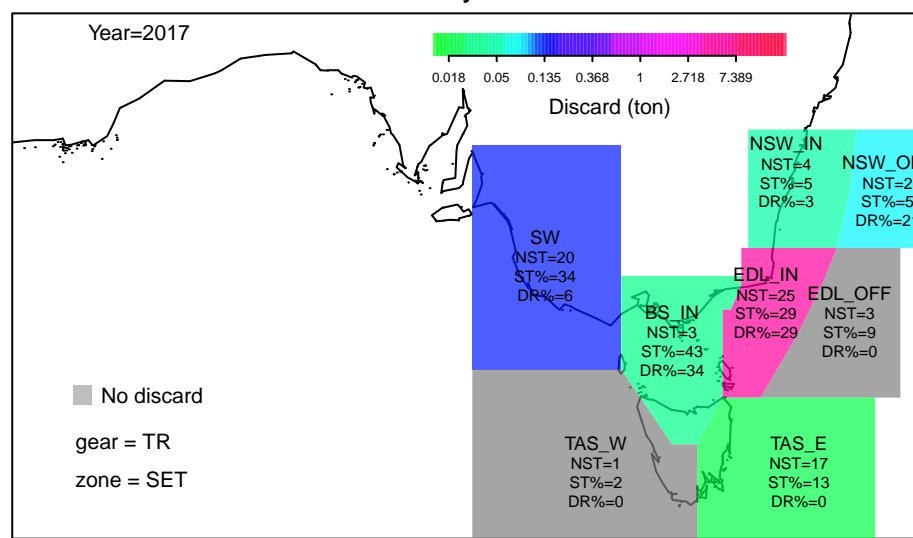 Year=2017
0.018 0.05 0.135 0.368 1 2.718 7.389
Discard (ton)
NSW_IN
NST=4
ST%=5
DR%=3
NST=2
SW
NST=20
ST%=34
DR%=6
EDL_IN
NST=25
ST%=29
DR%=29
EDL_OFF
NST=3
ST%=9
DR%=0
BS_IN
NST=3
ST%=43
DR%=34
No discard
gear = TR
zone = SET
TAS_W
NST=1
ST%=2
DR%=0
TAS_E
NST=17
ST%=13
DR%=0